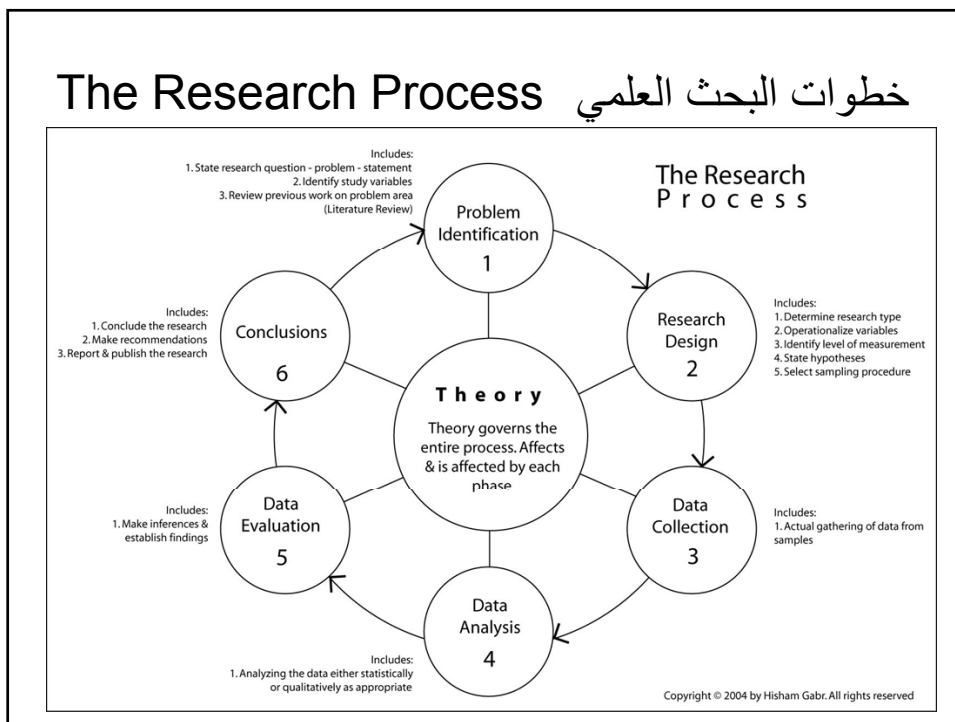 The Research Process خطوات البحث العلمي
The Research
Process
Includes:
1. State research question - problem - statement
2. Identify study variables
3. Review previous work on problem area
(Literature Review)
Problem
Identification
1
Includes:
1. Determine research type
2. Operationalize variables
3. Identify level of measurement
4. State hypotheses
5. Select sampling procedure
Research
Design
2
Includes:
1. Conclude the research
2. Make recommendations
3. Report & publish the research
Conclusions
6
Theory
Theory governs the
entire process. Affects
& is affected by each
phase
Data
Collection
3
Includes:
1. Actual gathering of data from
samples
Includes:
1. Make inferences &
establish findings
Data
Evaluation
5
Data
Analysis
4
Includes:
1. Analyzing the data either statistically
or qualitatively as appropriate
Copyright © 2004 by Hisham Gabr. All rights reserved